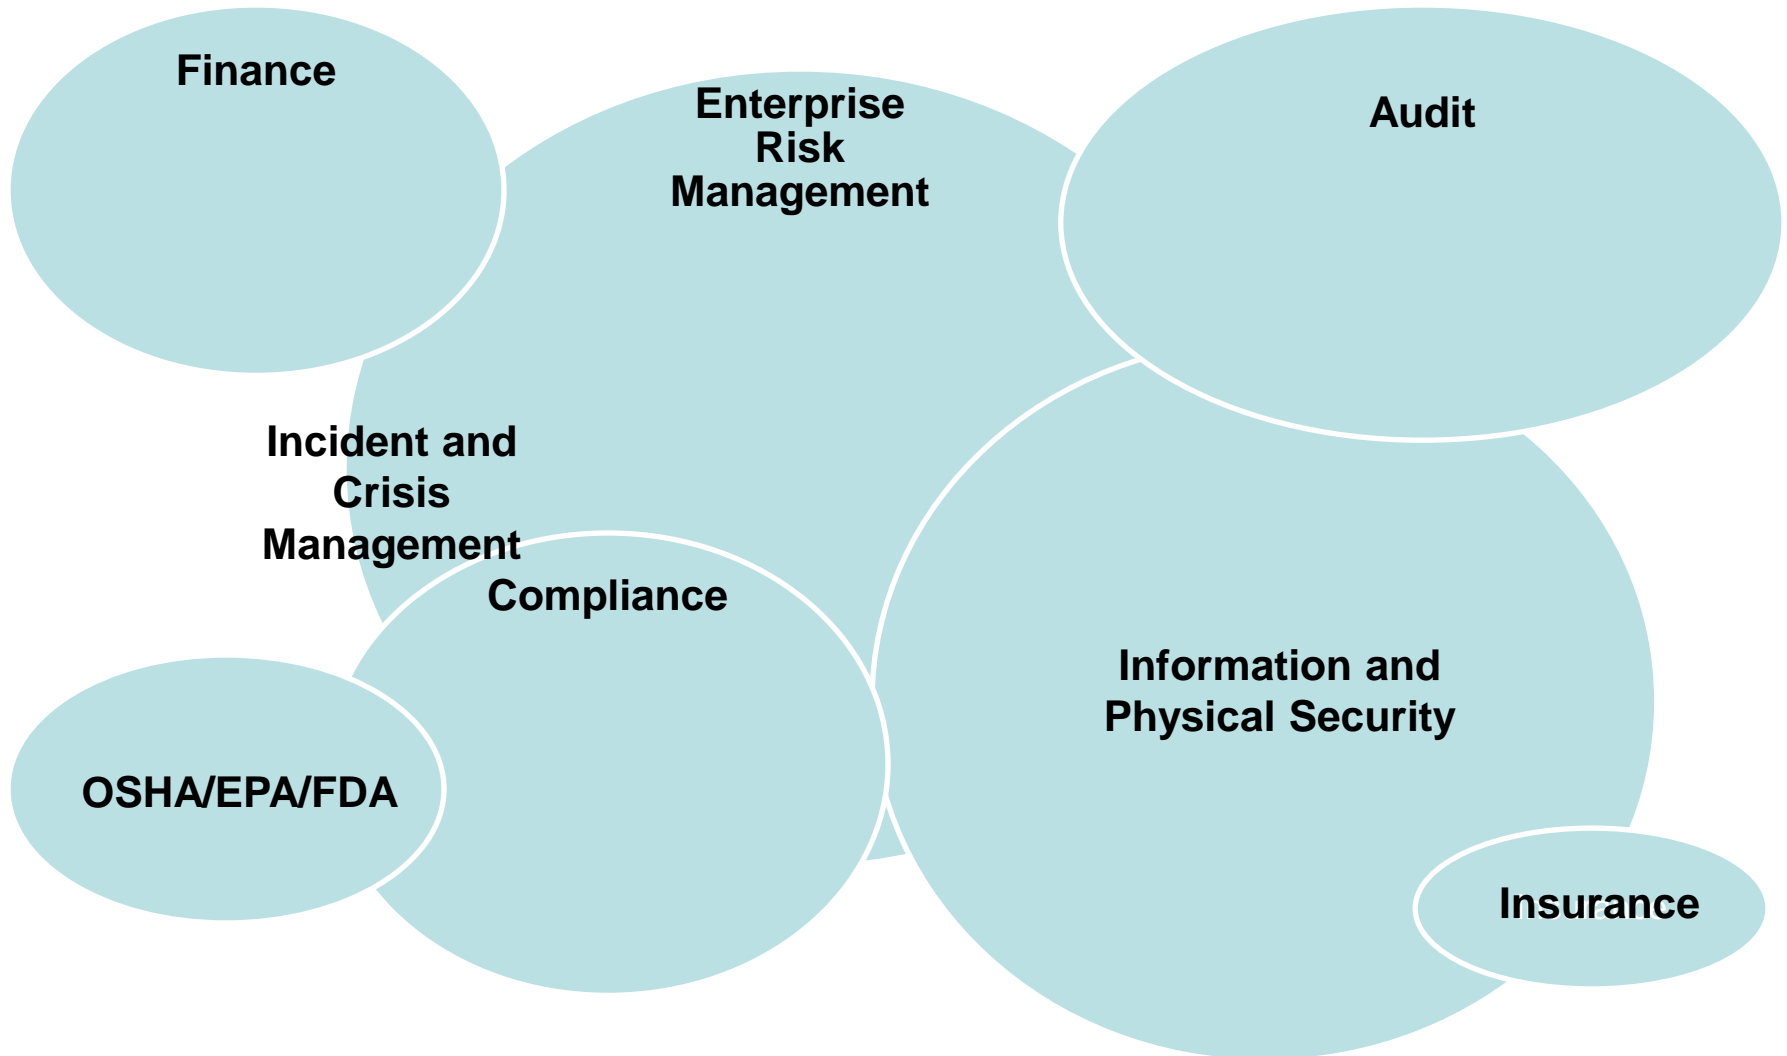 Finance
Enterprise
Risk
Management
Audit
Incident and
Crisis
Management
Compliance
Information and
Physical Security
OSHA/EPA/FDA
Insurance